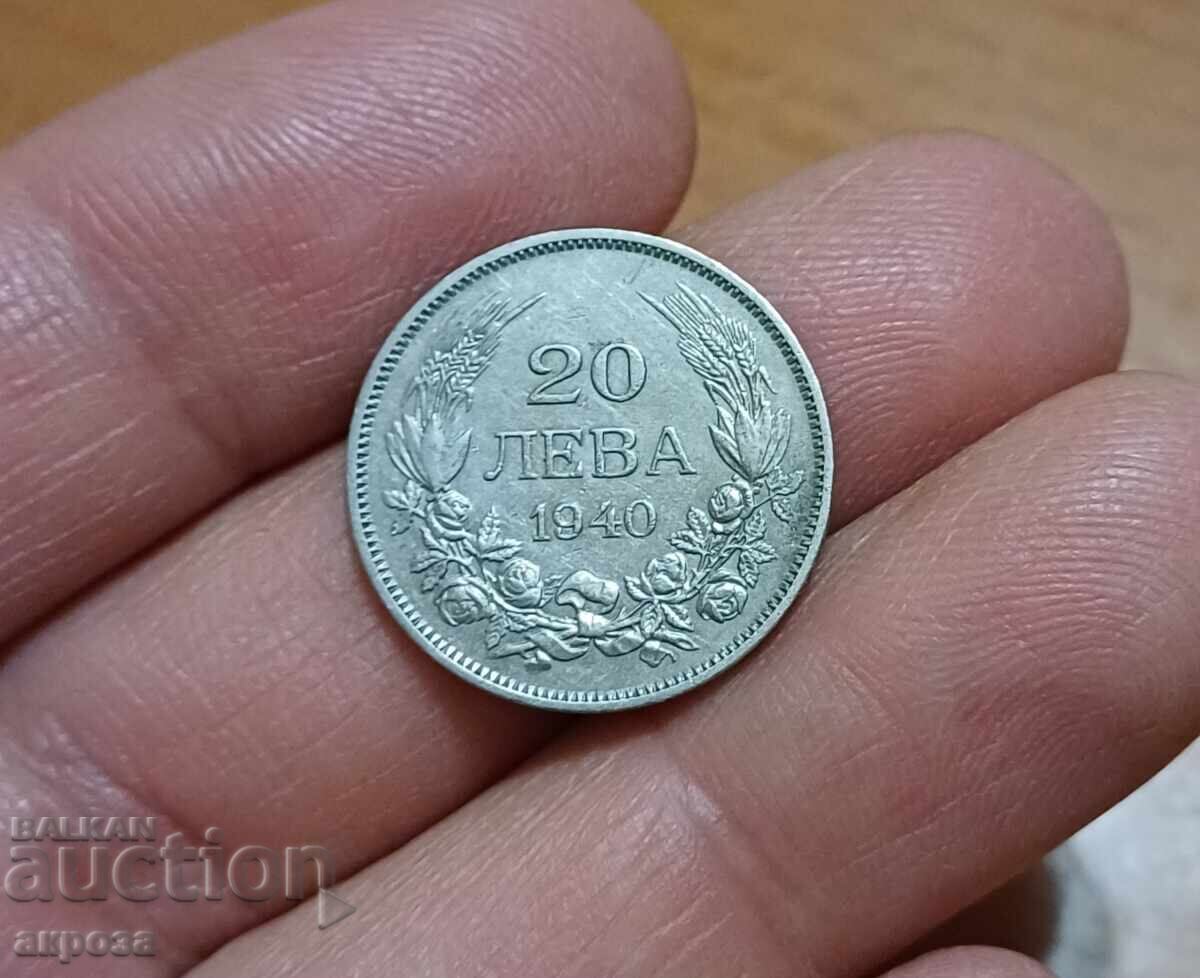 20
ЛЕВА
1940
BALKAN
auction
акроза